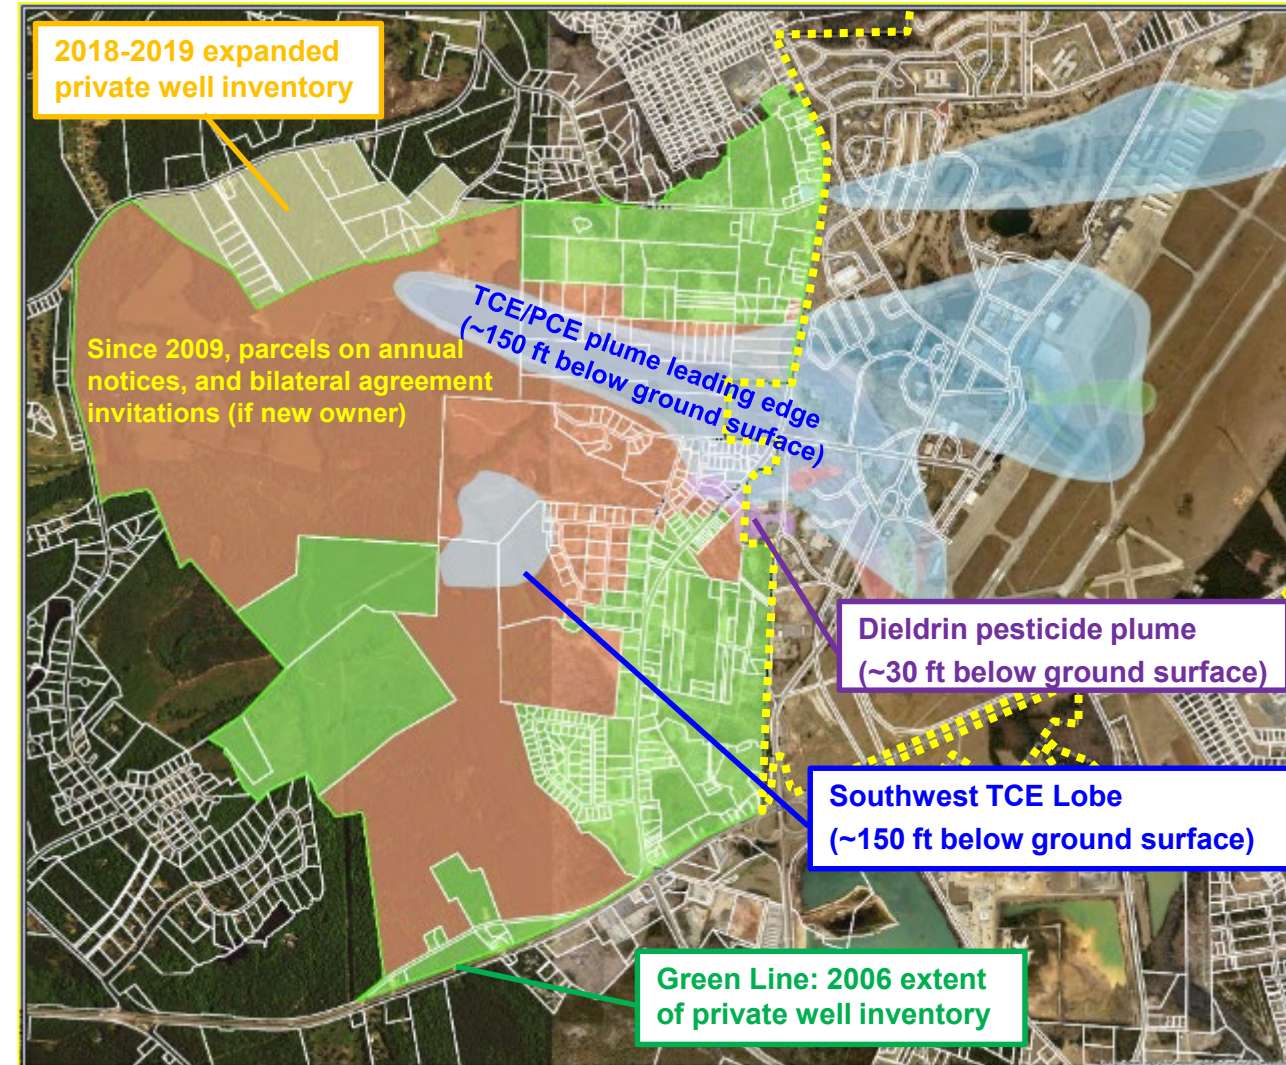 2018-2019 expanded
private well inventory
TCE/PCE plume leading edge
(~150 ft below ground surface)
Since 2009, parcels on annual
notices, and bilateral agreement
invitations (if new owner)
Dieldrin pesticide plume
(~30 ft below ground surface)
Southwest TCE Lobe
(~150 ft below ground surface)
Green Line: 2006 extent
of private well inventory